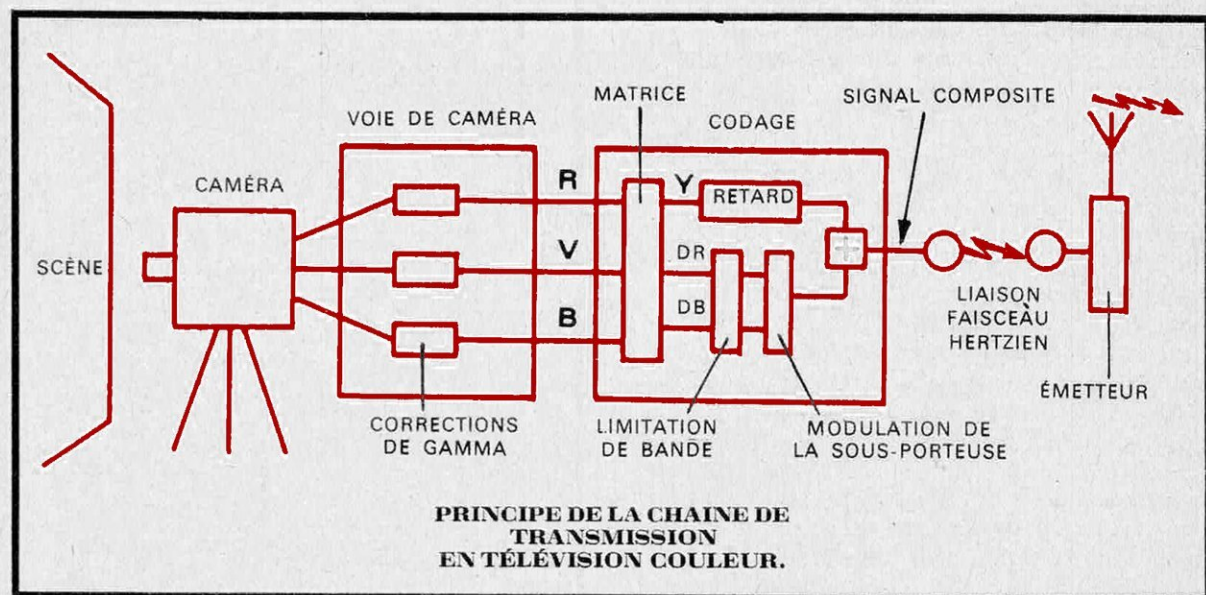 MATRICE
SIGNAL COMPOSITE
VOIE DE CAMÉRA
CODAGE
CAMÉRA
R
Y
RETARD
SCÈNE
V
DR
+
B
DB
LIAISON
FAISCEÀU
HERTZIEN
ÉMETTEUR
CORRECTIONS
DE GAMMA
LIMITATION
DE BANDE
MODULATION DE
LA SOUS-PORTEUSE
PRINCIPE DE LA CHAINE DE
TRANSMISSION
EN TÉLÉVISION COULEUR.